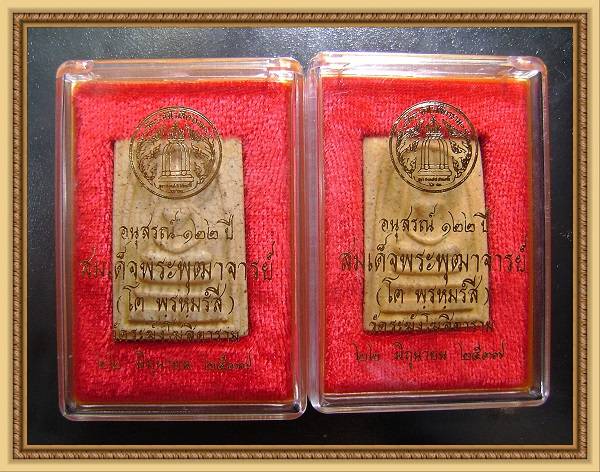 อนุสรณ์ ๑๒๒ ปี
สมเด็จพระพุฒาจารย์
(โต พรหมรังสี)
วัดระฆังโฆสิตาราม
๒๒ มิถุนายน ๒๕๓๗
อนุสรณ์ ๑๒๒ ปี
สมเด็จพระพุฒาจารย์
(โต พรหมรังสี)
วัดระฆังโฆสิตาราม
๒๒ มิถุนายน ๒๕๓๗